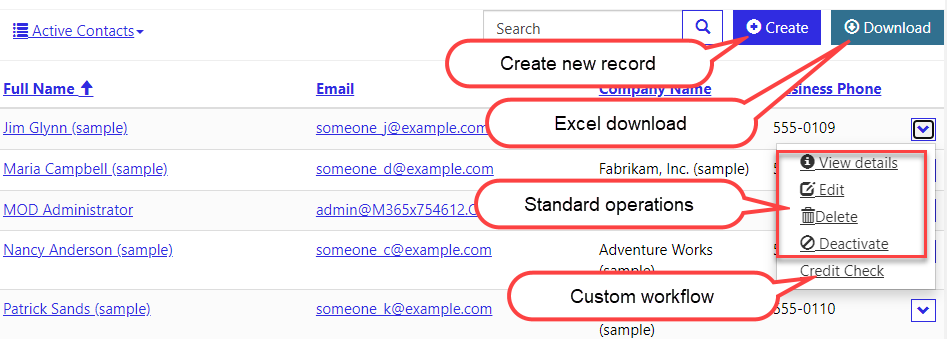 Active Contacts
Search
Create
Download
Create new record
Full Name
Email
Company Name
Business Phone
Excel download
Jim Glynn (sample)
someone_j@example.com
555-0109
Maria Campbell (sample)
someone_d@example.com
Fabrikam, Inc. (sample)
View details
Edit
Standard operations
MOD Administrator
admin@M365x754612.
Delete
Nancy Anderson (sample)
someone_c@example.com
Adventure Works
(sample)
Deactivate
Credit Check
Custom workflow
Patrick Sands (sample)
someone_k@example.com
555-0110
(sample)